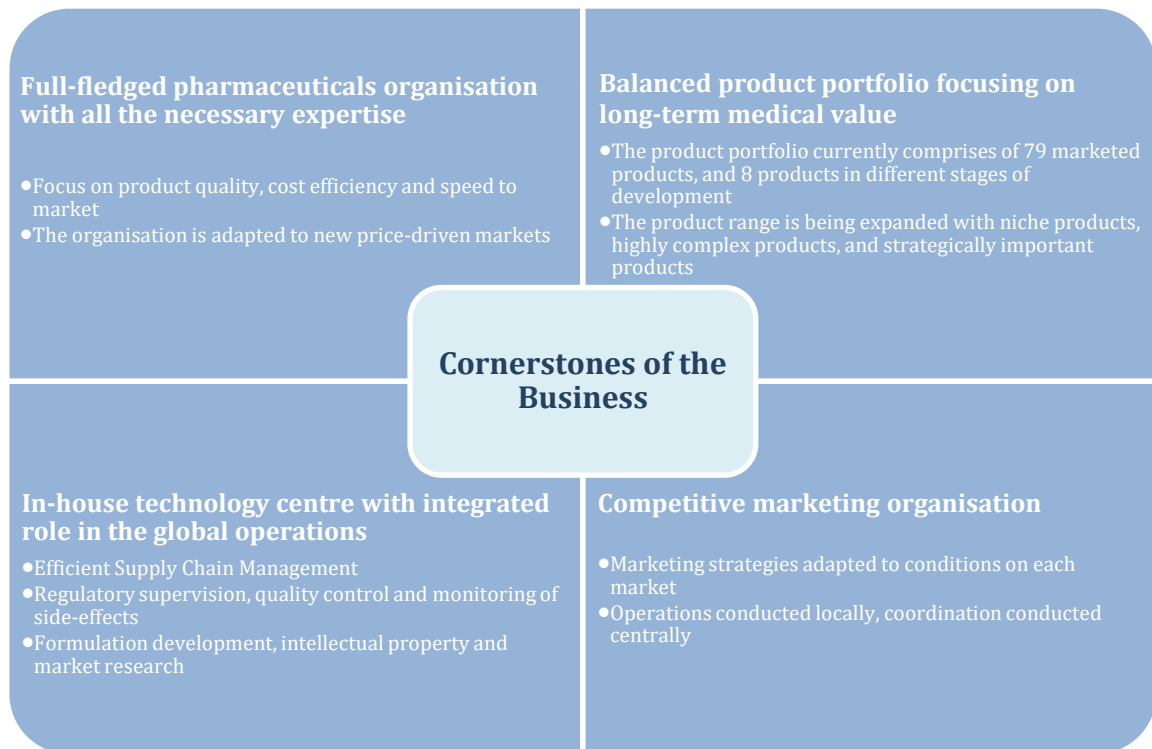 Full-fledged pharmaceuticals organisation
with all the necessary expertise
•Focus on product quality, cost efficiency and speed to
market
•The organisation is adapted to new price-driven markets
Balanced product portfolio focusing on
long-term medical value
•The product portfolio currently comprises of 79 marketed
products, and 8 products in different stages of
development
•The product range is being expanded with niche products,
highly complex products, and strategically important
products
Cornerstones of the
Business
In-house technology centre with integrated
role in the global operations
•Efficient Supply Chain Management
•Regulatory supervision, quality control and monitoring of
side-effects
•Formulation development, intellectual property and
market research
Competitive marketing organisation
•Marketing strategies adapted to conditions on each
market
•Operations conducted locally, coordination conducted
centrally